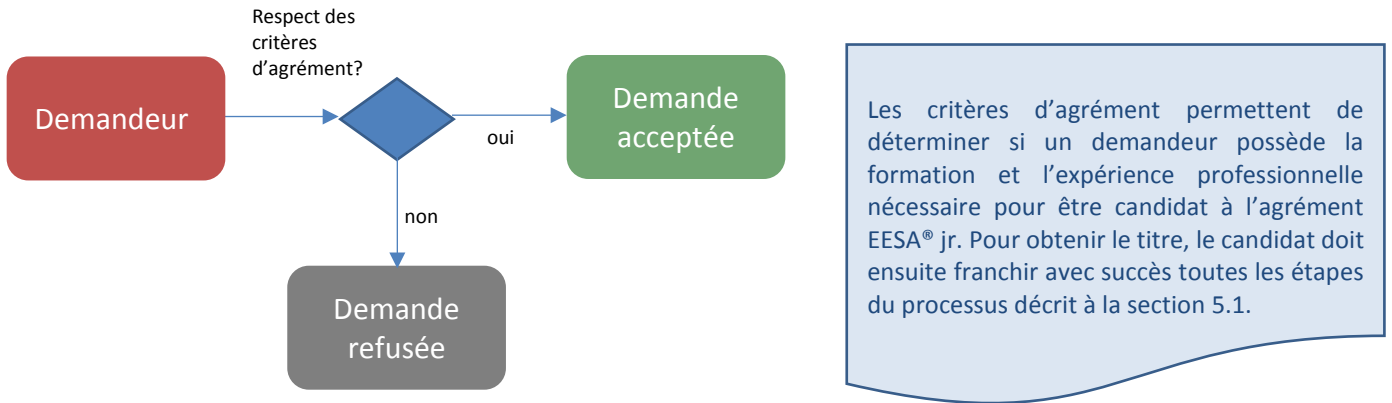 Respect des
critères
d’agrément?
Demandeur
oui
Demande
acceptée
non
Demande
refusée
Les critères d’agrément permettent de
déterminer si un demandeur possède la
formation et l’expérience professionnelle
nécessaire pour être candidat à l’agrément
EESA® jr. Pour obtenir le titre, le candidat doit
ensuite franchir avec succès toutes les étapes
du processus décrit à la section 5.1.